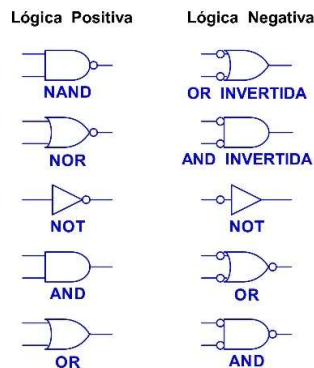 Lógica Positiva Lógica Negativa
NAND OR INVERTIDA
NOR AND INVERTIDA
NOT NOT
AND OR
OR AND